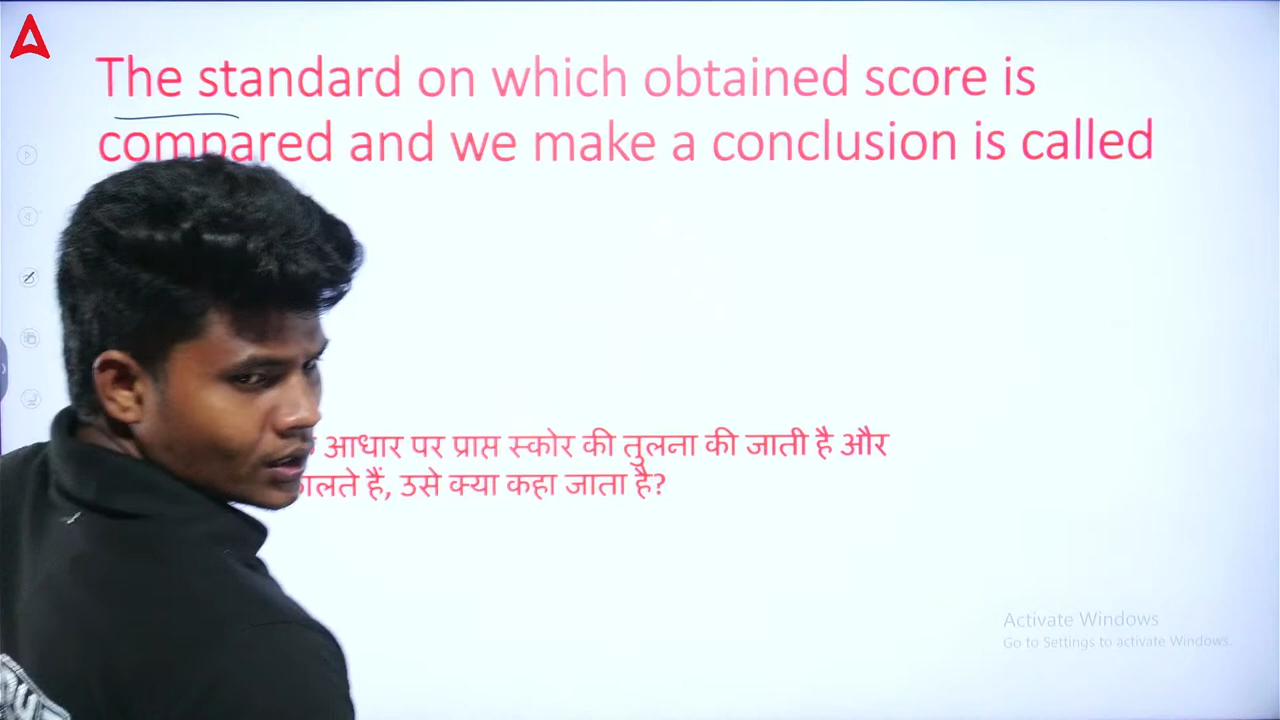 The standard on which obtained score is
compared and we make a conclusion is called
आधार पर प्राप्त स्कोर की तुलना की जाती है और
हैं, उसे क्या कहा जाता है?
Activate Windows
Go to Settings to activate Windows.